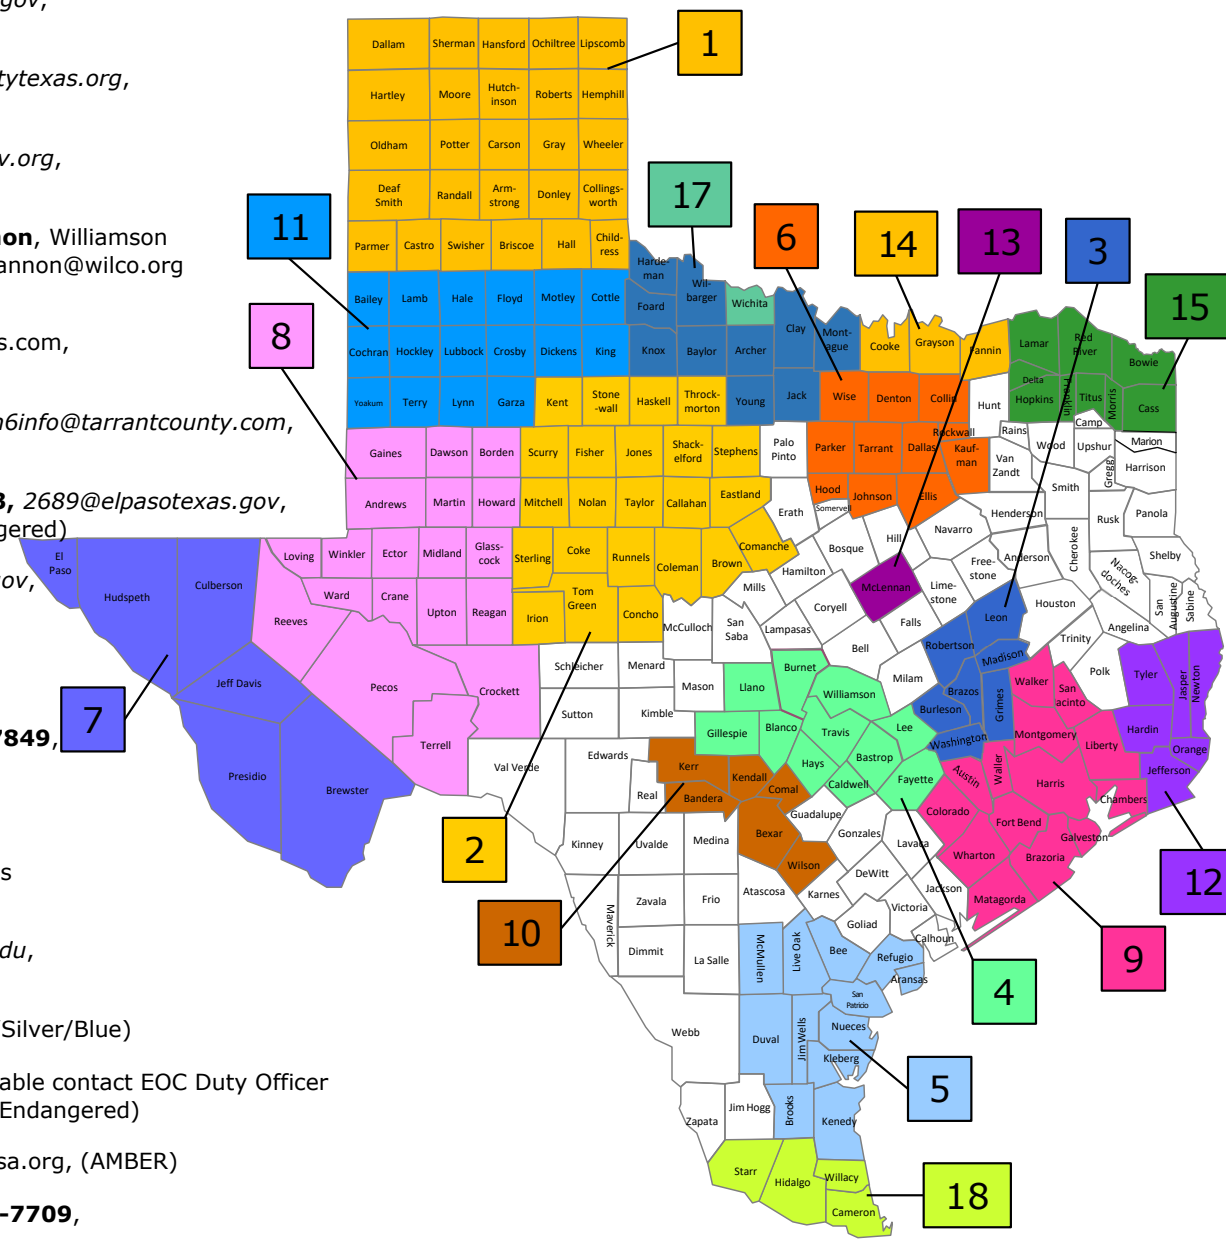 gov,
tytexas.org,
v.org,
non, Williamson
annon@wilco.org
s.com,
n6info@tarrantcounty.com,
3, 2689@elpasotexas.gov,
gered)
gov,
7849,
s
du,
/Silver/Blue)
able contact EOC Duty Officer
Endangered)
sa.org, (AMBER)
-7709,
1
17
11
6
14
13
3
15
8
7
2
10
12
9
4
5
18
Dallam Sherman Hansford Ochiltree Lipscomb
Hartley Moore Hutch-
inson Roberts Hemphill
Oldham Potter Carson Gray Wheeler
Deaf
Smith Randall Arm-
strong Donley Collings-
worth
Parmer Castro Swisher Briscoe Hall Child-
ress
Bailey Lamb Hale Floyd Motley Cottle
Harde-
man
Foard
Wil-
barger
Wichita
Clay
Mont-
ague
Cooke Grayson Fannin Lamar Red
River Bowie
Cochran Hockley Lubbock Crosby Dickens King Knox Baylor Archer
Yoakum Terry Lynn Garza Kent Stone
-wall Haskell Throck-
morton Young Jack Wise Denton Collin
Hunt
Delta
Hopkins
Franklin
Titus
Morris
Cass
Camp
Rains
Rockwall
Wood Upshur Marion
Gaines Dawson Borden Scurry Fisher Jones Shack-
elford Stephens Palo
Pinto Parker Tarrant Dallas Kauf-
man Van
Zandt Gregg Harrison
Smith
Andrews Martin Howard Mitchell Nolan Taylor Callahan Eastland
Erath
Hood
Somervell
Johnson Ellis
Henderson
Rusk Panola
Navarro
Hill
Bosque
Comanche
El
Paso
Hudspeth
Culberson
Loving Winkler Ector Midland Glass-
cock Sterling Coke Runnels Coleman Brown
Hamilton
Mills
Free-
stone
Anderson
Cherokee
Nacog-
doches
Shelby
San
Augustine
Sabine
Ward Crane Upton Reagan Irion Tom
Green Concho
McCulloch
San
Saba
Lampasas
Coryell
McLennan
Lime-
stone
Falls
Leon
Houston
Trinity
Angelina
Reeves
Bell
Milam
Robertson
Madison
Walker
San
Jacinto
Polk
Tyler
Jasper
Newton
Jeff Davis
Pecos
Crockett
Schleicher Menard
Mason
Llano
Burnet
Williamson
Burleson
Brazos
Grimes
Montgomery
Liberty
Hardin
Orange
Jefferson
Presidio
Brewster
Terrell
Sutton Kimble
Gillespie
Blanco
Travis
Lee
Washington
Val Verde
Edwards
Kerr
Kendall
Comal
Hays
Bastrop
Caldwell
Fayette
Austin
Waller
Harris
Chambers
Real
Bandera
Guadalupe
Colorado
Fort Bend
Galveston
Kinney Uvalde Medina Bexar Wilson
Gonzales
Lavaca
Wharton
Brazoria
Maverick
Zavala Frio Atascosa
Karnes
DeWitt
Jackson
Matagorda
Victoria
Goliad
Calhoun
Dimmit
La Salle
McMullen
Live Oak
Bee
Refugio
Aransas
San
Patricio
Webb
Duval
Jim Wells
Nueces
Kleberg
Zapata
Jim Hogg
Brooks
Kenedy
Starr
Hidalgo
Willacy
Cameron